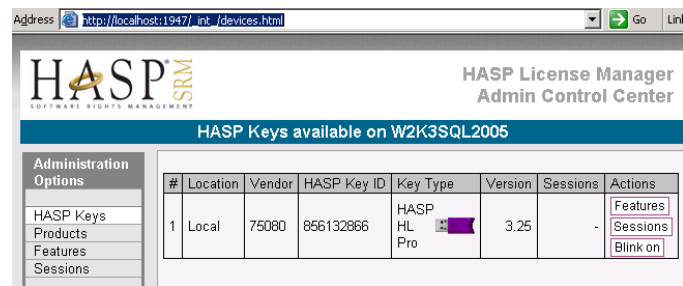 Address http://localhost:1947/_int_/devices.html Go
HASP SRM HASP License Manager
SOFTWARE RIGHTS MANAGEMENT Admin Control Center
HASP Keys available on W2K3SQL2005
Administration
Options
# Location Vendor HASP Key ID Key Type Version Sessions Actions
HASP Keys
Products
Features
Sessions
1 Local 75080 856132866 HASP HL Pro 3.25 - Features
Sessions
Blink on